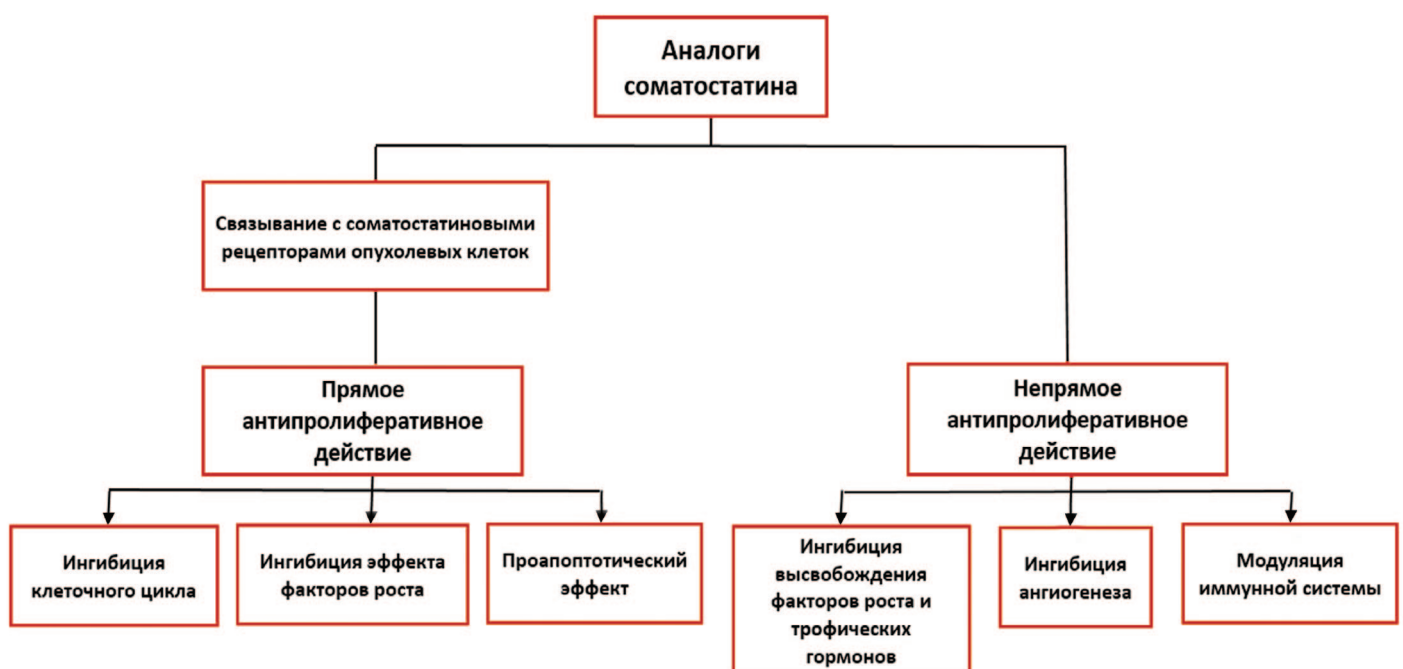 Аналоги
соматостатина
Связывание с соматостатиновыми
рецепторами опухолевых клеток
Прямое
антипролиферативное
действие
Непрямое
антипролиферативное
действие
Ингибиция
клеточного цикла
Ингибиция эффекта
факторов роста
Проапоптотический
эффект
Ингибиция
высвобождения
факторов роста и
трофических
гормонов
Ингибиция
ангиогенеза
Модуляция
иммунной системы